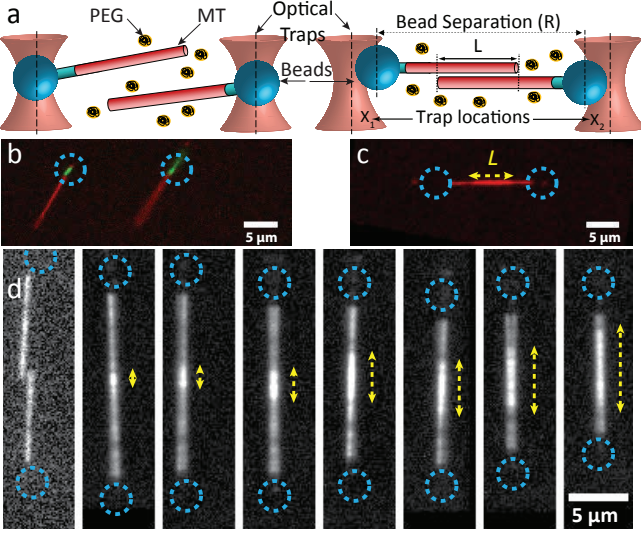 a
PEG
MT
Optical
Traps
Beads
Bead Separation (R)
L
X1
Trap locations
X2
b
5 µm
c
L
5 µm
d
5 µm